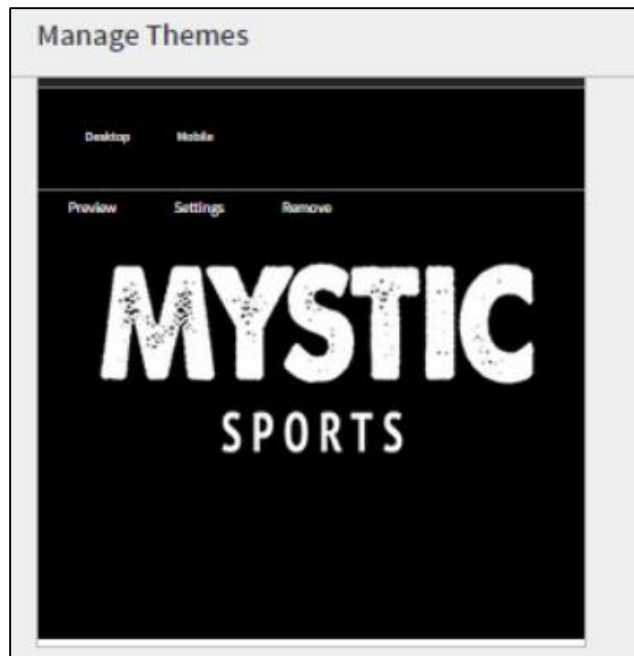 Manage Themes
Desktop Mobile
Preview Settings Remove
MYSTIC
SPORTS